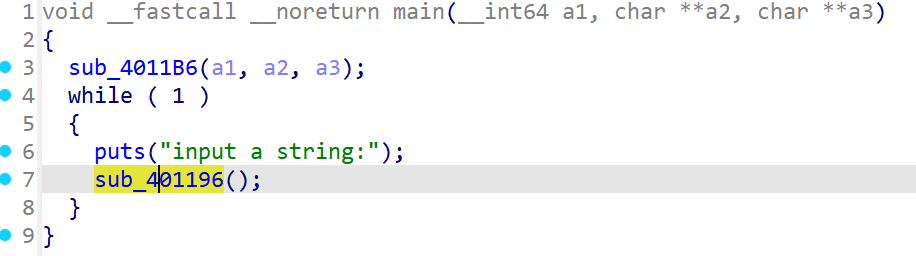 1 void __fastcall __noreturn main(__int64 a1, char **a2, char **a3)
2 {
3   sub_4011B6(a1, a2, a3);
4   while ( 1 )
5   {
6     puts("input a string:");
7     sub_401196();
8   }
9 }